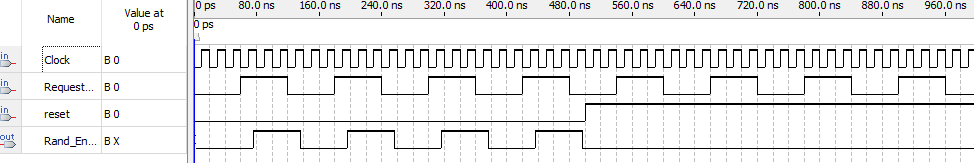 Name
Value at
0 ps
0 ps 80.0 ns 160.0 ns 240.0 ns 320.0 ns 400.0 ns 480.0 ns 560.0 ns 640.0 ns 720.0 ns 800.0 ns 880.0 ns 960.0 ns
0 ps
in Clock B 0
in Request... B 0
in reset B 0
out Rand_En... B X